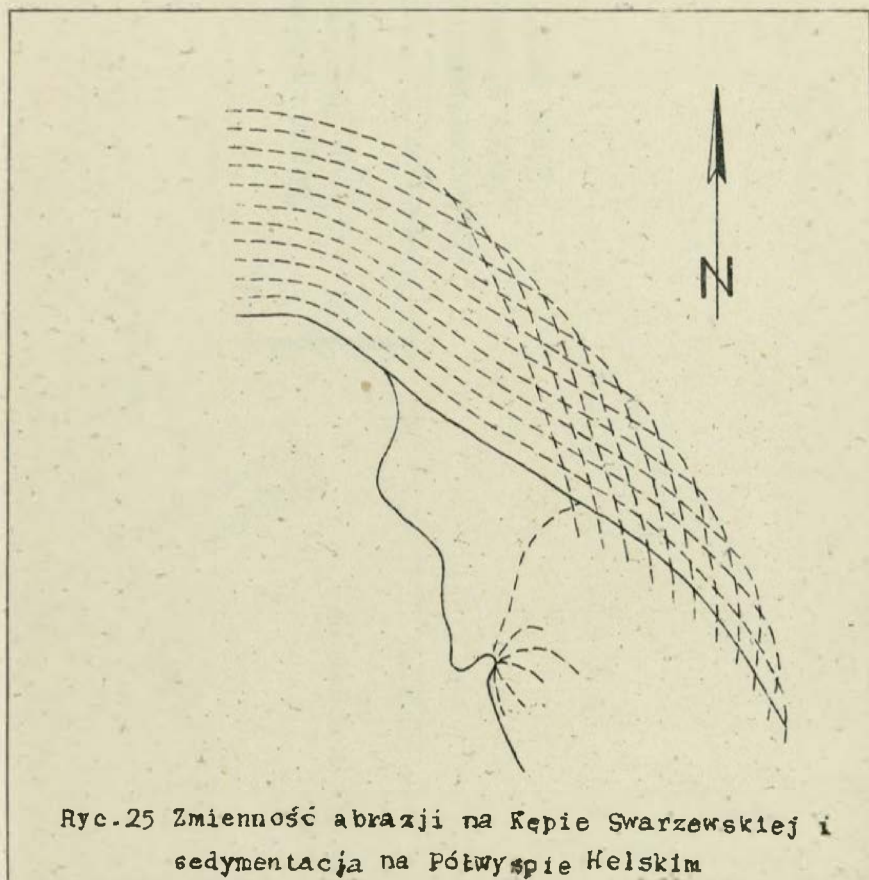 N
Ryc.25 Zmienność abrazji na Kępie Swarzewskiej i
sedymentacja na Półwyspie Helskim